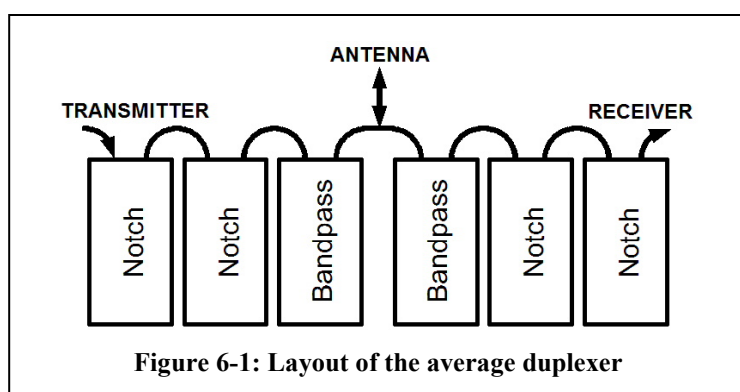 ANTENNA
TRANSMITTER
RECEIVER
Notch
Notch
Bandpass
Bandpass
Notch
Notch
Figure 6-1: Layout of the average duplexer